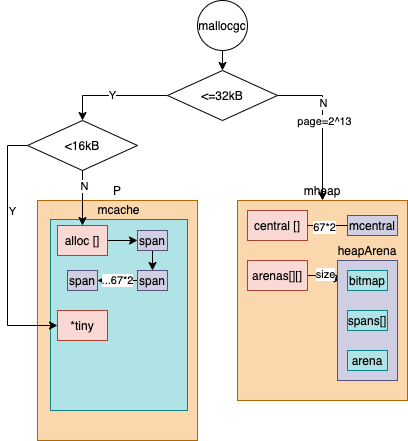 mallocgc
<=32kB
Y
N
page=2^13
<16kB
N
Y
P
mcache
alloc []
span
span
...67*2
span
*tiny
mheap
central []
67*2
mcentral
heapArena
arenas[][]
size
bitmap
spans[]
arena